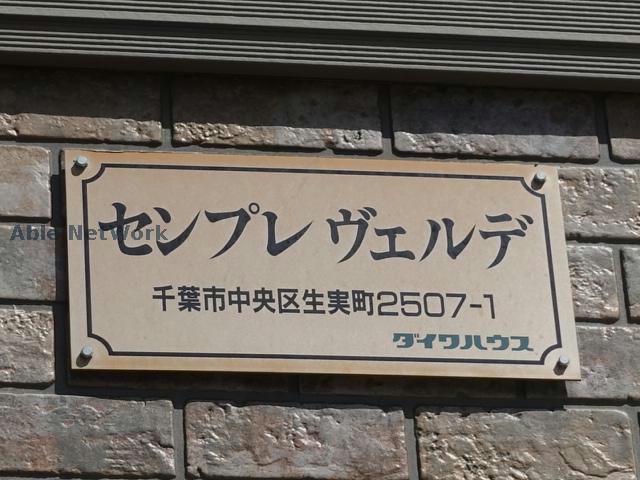 センプレ ヴェルデ
Able NetWork
千葉市中央区生実町2507-1
ダイワハウス